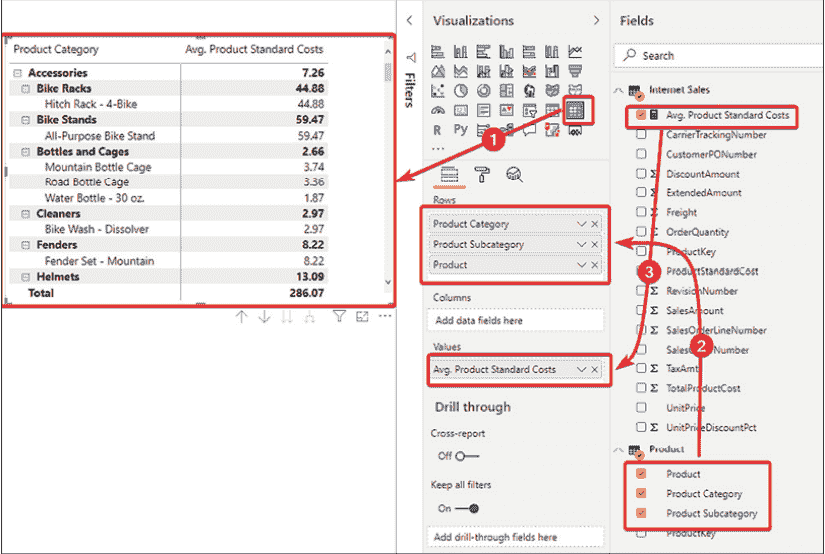 Product Category Avg. Product Standard Costs
Accessories 7.26
Bike Racks 44.88
Hitch Rack - 4-Bike 44.88
Bike Stands 59.47
All-Purpose Bike Stand 59.47
Bottles and Cages 2.66
Mountain Bottle Cage 3.74
Road Bottle Cage 3.36
Water Bottle - 30 oz. 1.87
Cleaners 2.97
Bike Wash - Dissolver 2.97
Fenders 8.22
Fender Set - Mountain 8.22
Helmets 13.09
Total 286.07
Filters
Visualizations
R Py
1
Rows
Product Category
Product Subcategory
Product
Columns
Add data fields here
Values
Avg. Product Standard Costs
Drill through
Cross-report
Off
Keep all filters
On
Add drill-through fields here
Fields
Search
Internet Sales
Avg. Product Standard Costs
CarrierTrackingNumber
CustomerPONumber
Σ DiscountAmount
Σ ExtendedAmount
Σ Freight
Σ OrderQuantity
ProductKey
3
ProductStandardCost
Σ RevisionNumber
Σ SalesAmount
Σ SalesOrderLineNumber
2
Σ TaxAmt
Σ TotalProductCost
UnitPrice
Σ UnitPriceDiscountPct
Product
Product
Product Category
Product Subcategory
ProductKey